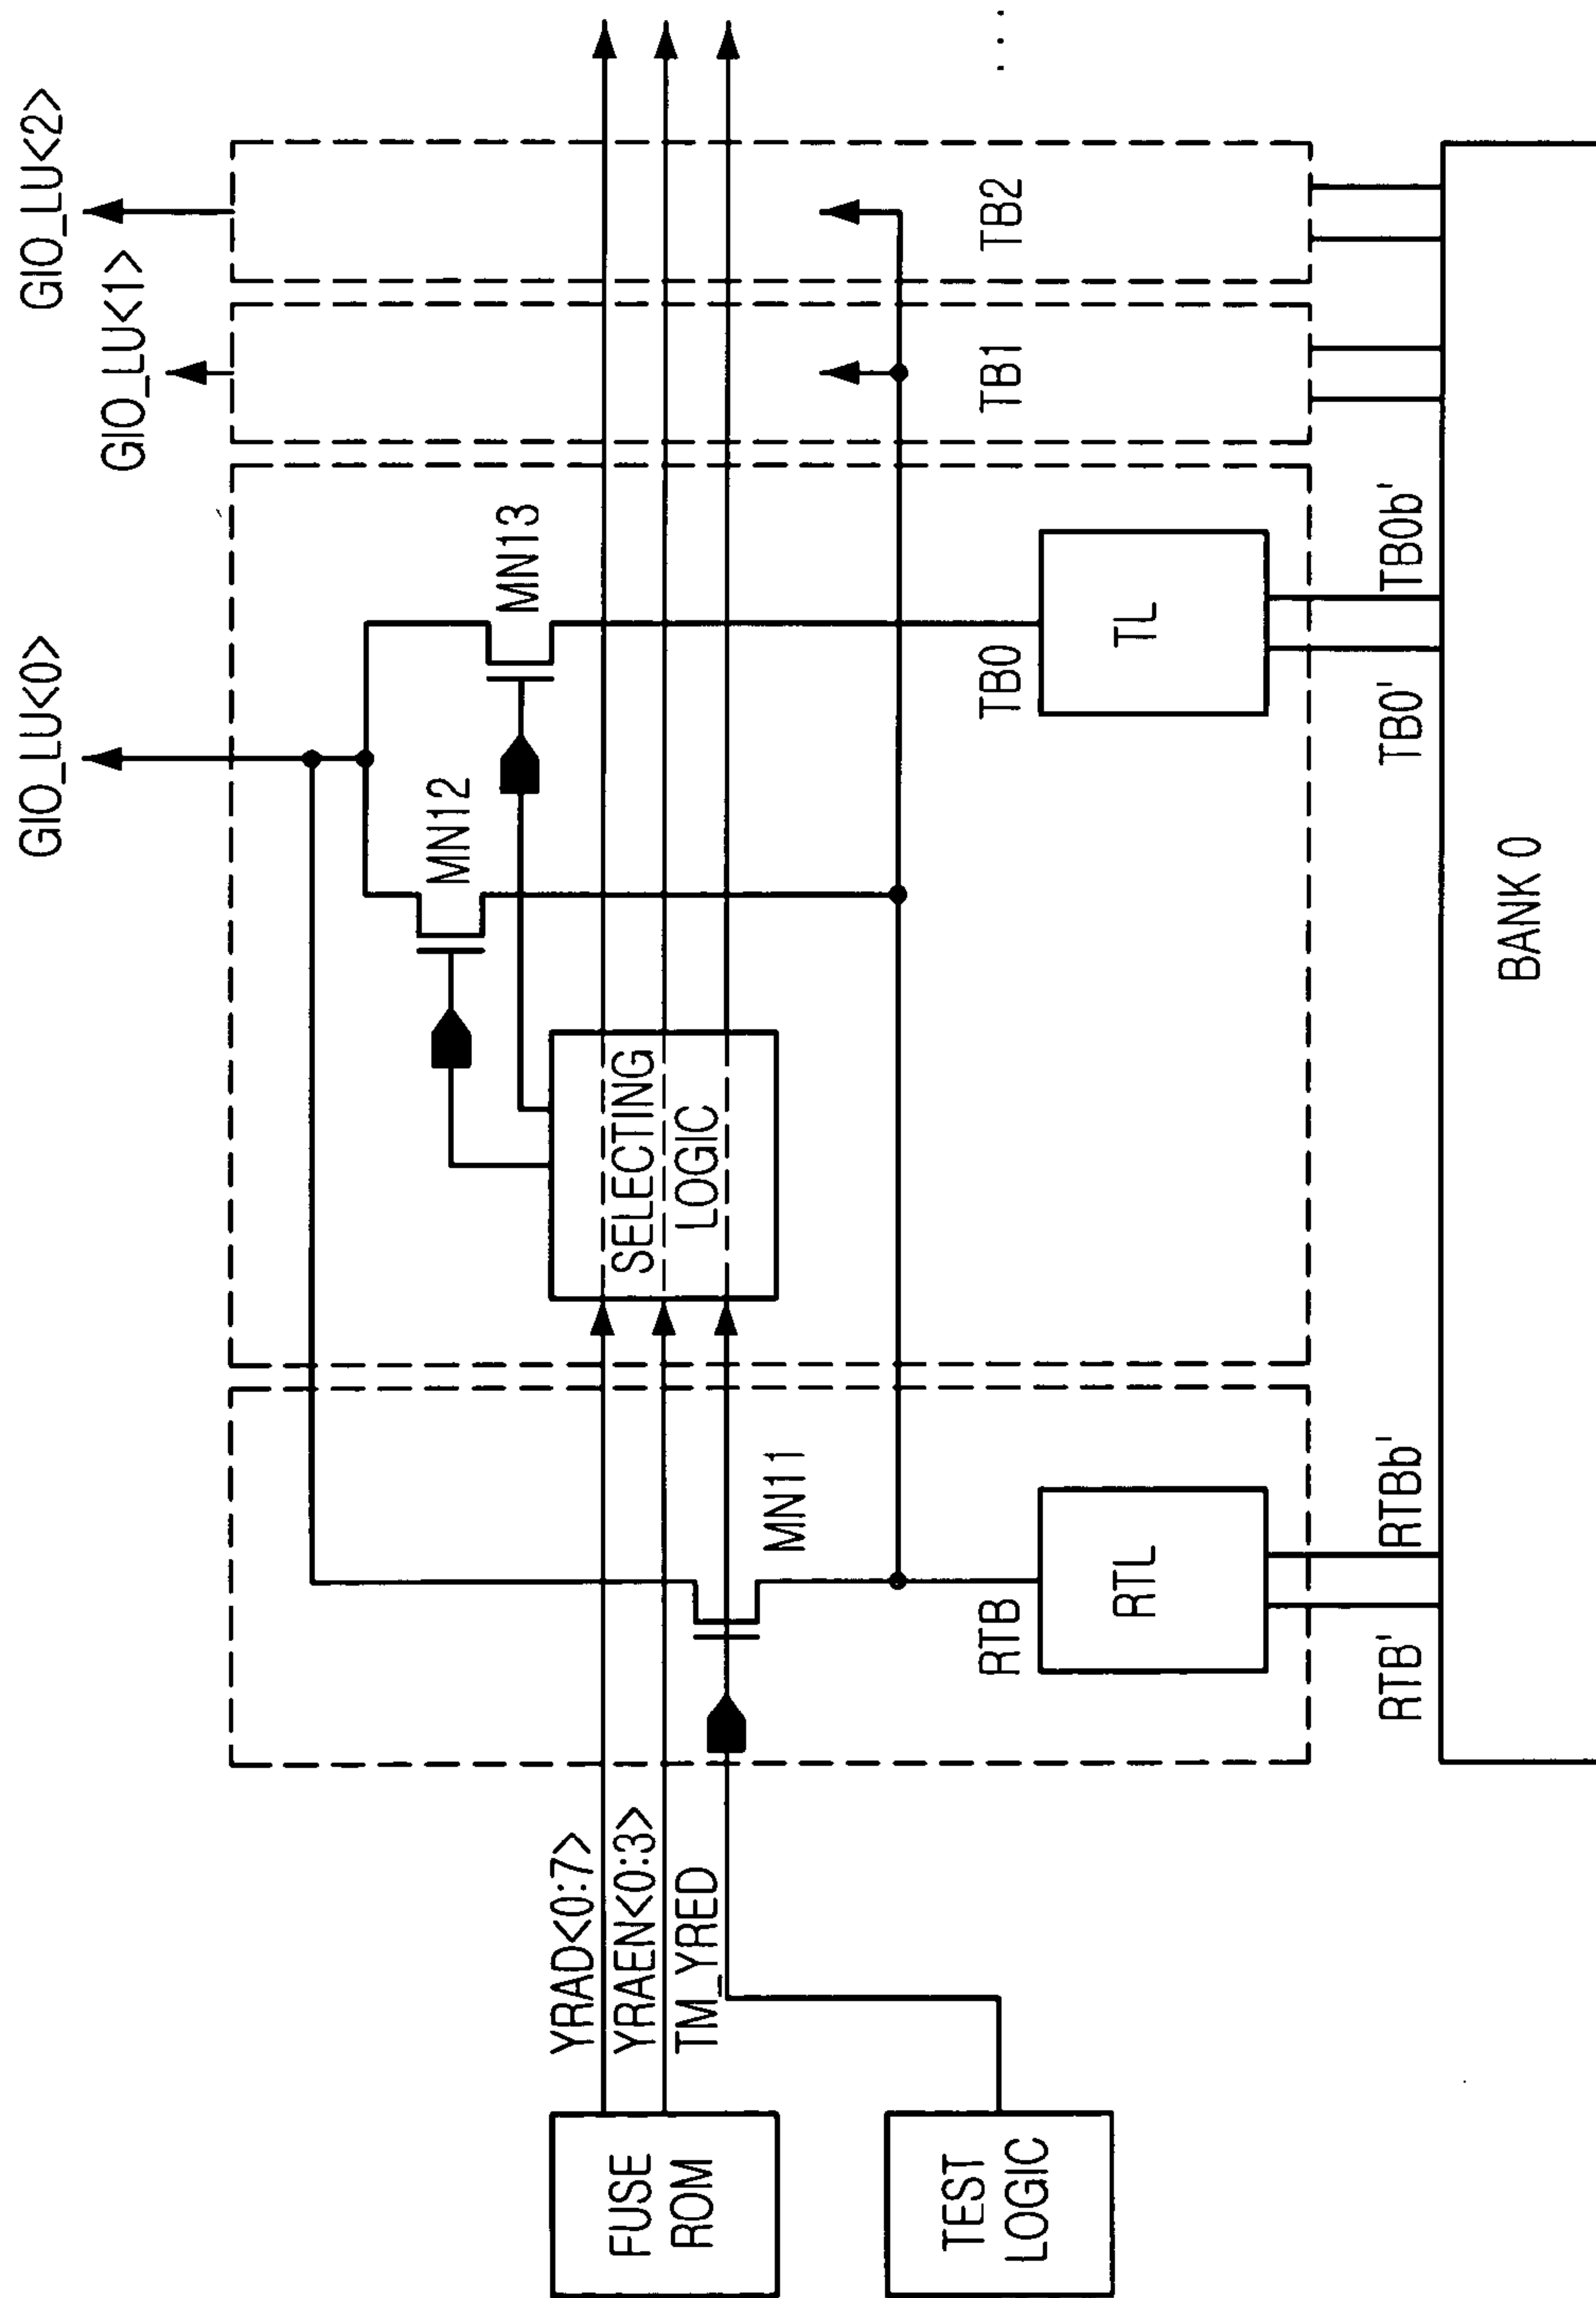 GIO_LU<0>
GIO_LU<1>
GIO_LU<2>
MN12
MN13
YRAD<0:7>
YRAEN<0:3>
TM_YRED
FUSE
ROM
SELECTING
LOGIC
MN11
TEST
LOGIC
RTB
TB0
TB1
TB2
RTL
TL
RTB'
RTBb'
TB0'
TB0b'
BANK 0